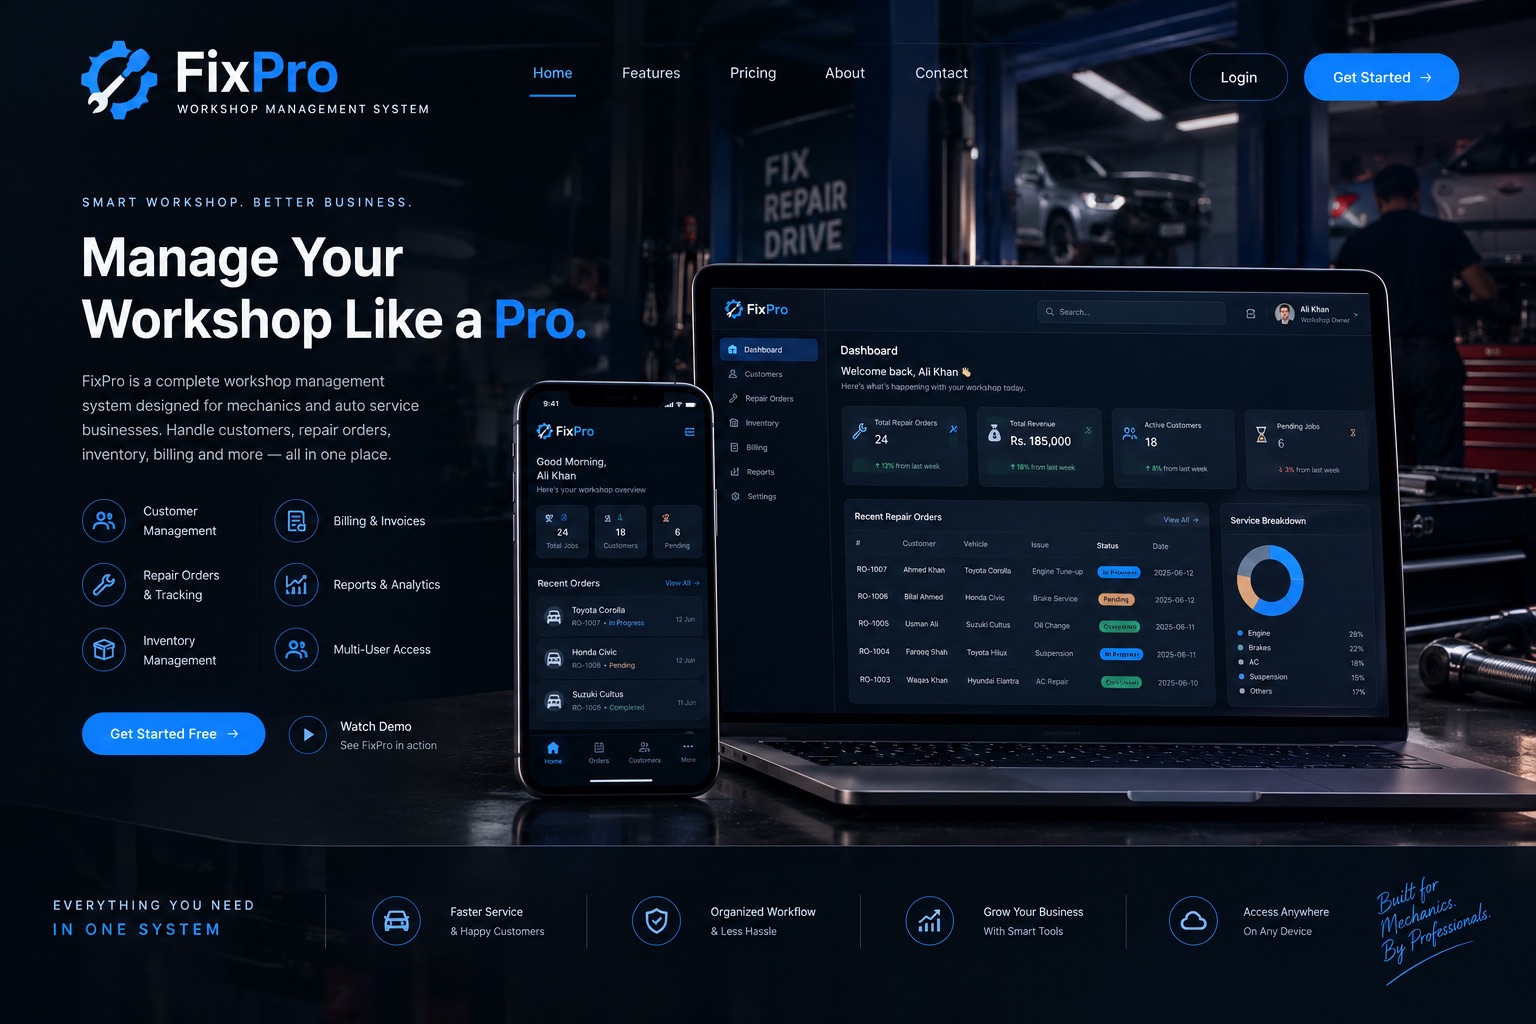 FixPro
WORKSHOP MANAGEMENT SYSTEM
Home
Features
Pricing
About
Contact
Login
Get Started →
SMART WORKSHOP. BETTER BUSINESS.
Manage Your
Workshop Like a Pro.
FixPro is a complete workshop management
system designed for mechanics and auto service
businesses. Handle customers, repair orders,
inventory, billing and more — all in one place.
Customer
Management
Billing & Invoices
Repair Orders
& Tracking
Reports & Analytics
Inventory
Management
Multi-User Access
Get Started Free →
Watch Demo
See FixPro in action
FIX
REPAIR
DRIVE
9:41
FixPro
Good Morning,
Ali Khan
Here's your workshop overview
24
Total Jobs
18
Customers
6
Pending
Recent Orders
View All →
Toyota Corolla
RO-1007 • In Progress
12 Jun
Honda Civic
RO-1006 • Pending
12 Jun
Suzuki Cultus
RO-1005 • Completed
11 Jun
Home
Orders
Customers
More
FixPro
Search...
Ali Khan
Workshop Owner
Dashboard
Customers
Repair Orders
Inventory
Billing
Reports
Settings
Dashboard
Welcome back, Ali Khan 👋
Here's what's happening with your workshop today.
Total Repair Orders
24
↑ 12% from last week
Total Revenue
Rs. 185,000
↑ 18% from last week
Active Customers
18
↑ 8% from last week
Pending Jobs
6
↓ 3% from last week
Recent Repair Orders
View All →
# Customer Vehicle Issue Status Date
RO-1007 Ahmed Khan Toyota Corolla Engine Tune-up 2025-06-12
RO-1006 Bilal Ahmed Honda Civic Brake Service Pending 2025-06-12
RO-1005 Usman Ali Suzuki Cultus Oil Change Completed 2025-06-11
RO-1004 Farooq Shah Toyota Hilux Suspension 2025-06-11
RO-1003 Waqas Khan Hyundai Elantra AC Repair 2025-06-10
Service Breakdown
Engine 28%
Brakes 22%
AC 18%
Suspension 15%
Others 17%
EVERYTHING YOU NEED
IN ONE SYSTEM
Faster Service
& Happy Customers
Organized Workflow
& Less Hassle
Grow Your Business
With Smart Tools
Access Anywhere
On Any Device
Built for
Mechanics.
By Professionals.